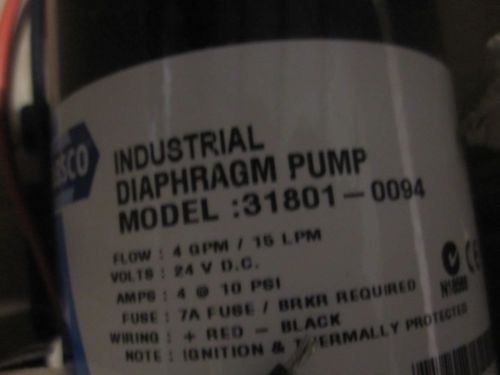 INDUSTRIAL
DIAPHRAGM PUMP
MODEL :31801-0094
FLOW : 4 GPM / 15 LPM
VOLTS : 24 V D.C.
AMPS : 4 @ 10 PSI
FUSE : 7A FUSE / BRKR REQUIRED
WIRING : + RED - BLACK
NOTE : IGNITION & THERMALLY PROTECTED
CE